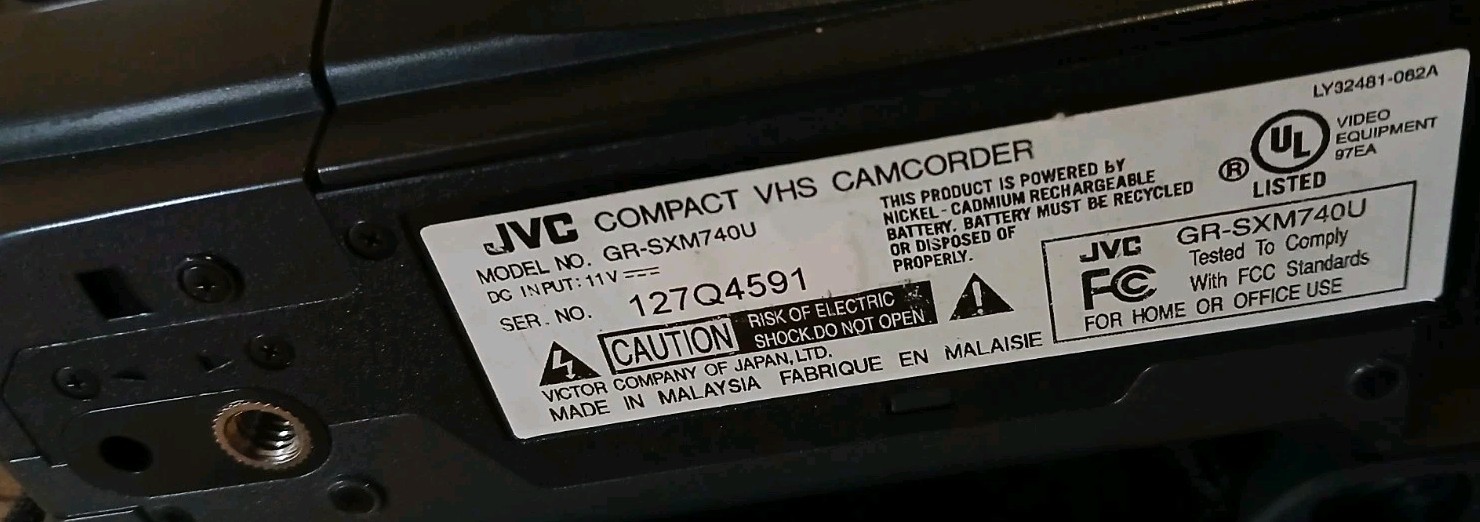 LY32481-062A
JVC COMPACT VHS CAMCORDER
MODEL NO. GR-SXM740U
DC INPUT: 11V
SER. NO. 127Q4591
THIS PRODUCT IS POWERED bY
NICKEL-CADMIUM RECHARGEABLE
BATTERY. BATTERY MUST BE RECYCLED
OR DISPOSED OF
PROPERLY.
UL
®
LISTED
VIDEO
EQUIPMENT
97EA
CAUTION
RISK OF ELECTRIC
SHOCK.DO NOT OPEN
VICTOR COMPANY OF JAPAN,LTD.
MADE IN MALAYSIA FABRIQUE EN MALAISIE
JVC GR-SXM740U
FC Tested To Comply
With FCC Standards
FOR HOME OR OFFICE USE